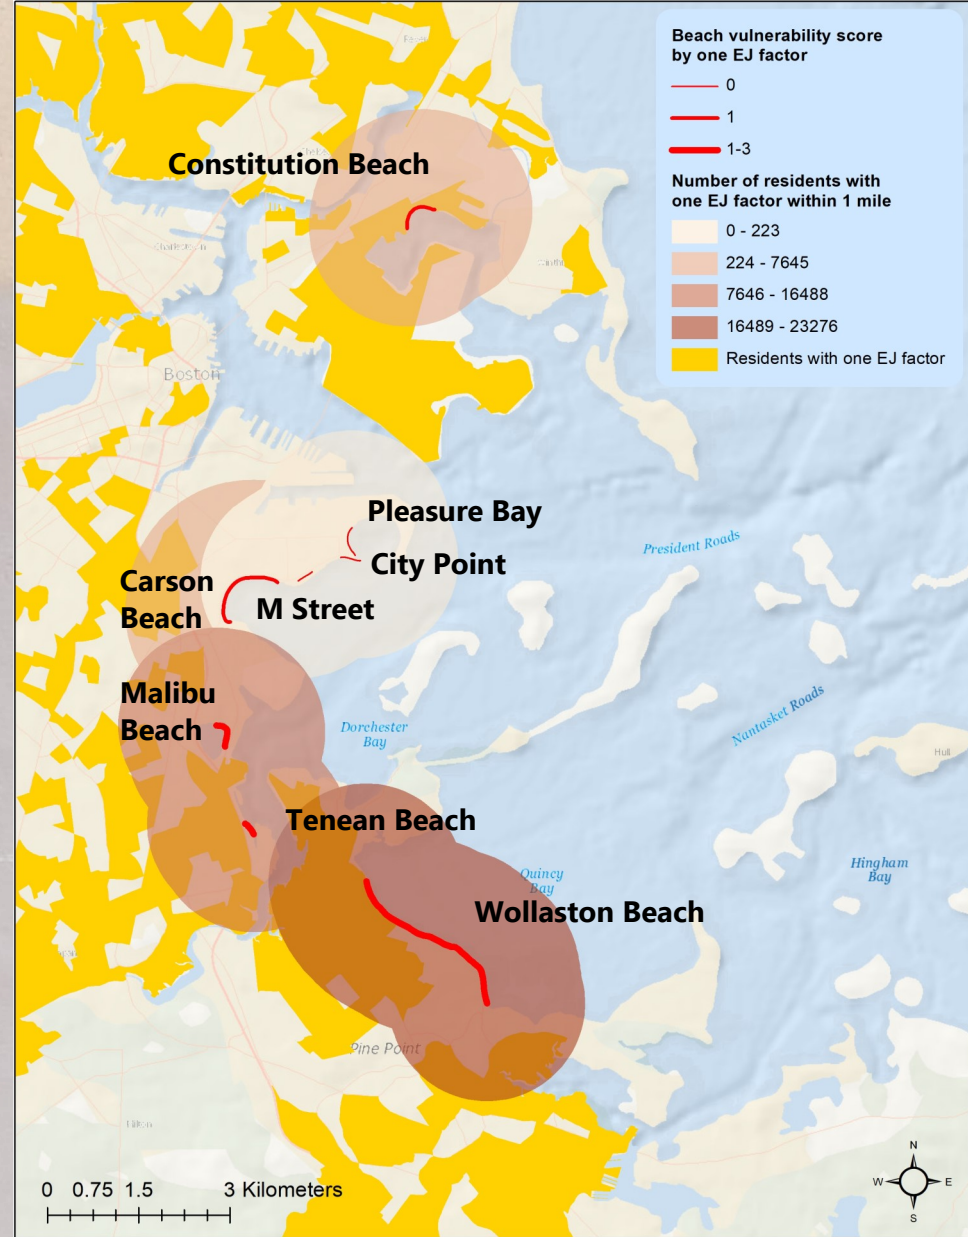 Beach vulnerability score
by one EJ factor
0
1
1-3
Number of residents with
one EJ factor within 1 mile
0 - 223
224 - 7645
7646 - 16488
16489 - 23276
Residents with one EJ factor
Constitution Beach
Boston
Pleasure Bay
City Point
President Roads
Carson
Beach
M Street
Malibu
Beach
Dorchester
Bay
Nantasket Roads
Hull
Tenean Beach
Quincy
Bay
Hingham
Bay
Wollaston Beach
Pine Point
0 0.75 1.5 3 Kilometers
N
W E
S